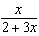 x
2 + 3x